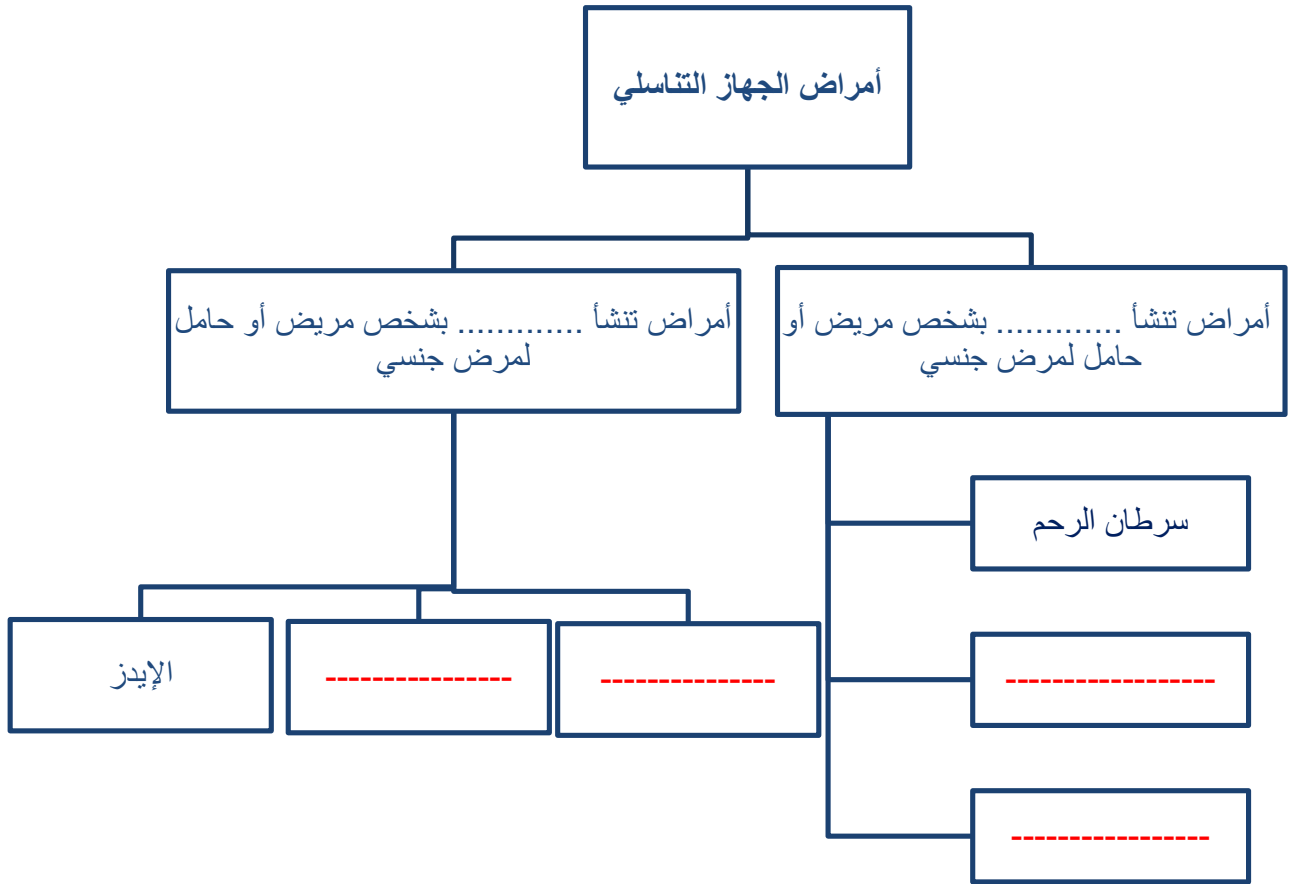 أمراض الجهاز التناسلي
أمراض تنشأ ............. بشخص مريض أو
حامل لمرض جنسي
أمراض تنشأ ............. بشخص مريض أو حامل
لمرض جنسي
سرطان الرحم
-----------------
-----------------
---------------
---------------
الإيدز